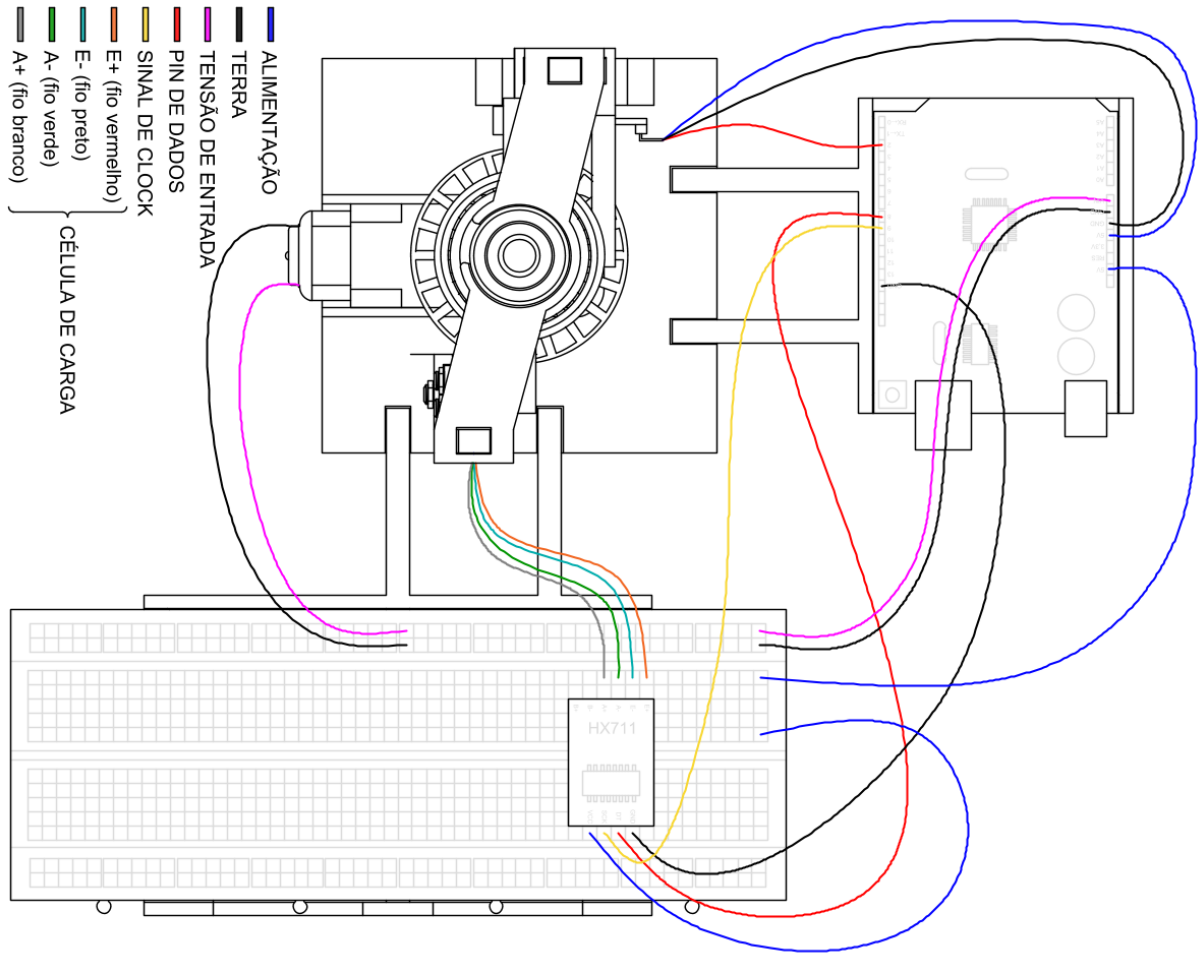 ALIMENTAÇÃO
TERRA
TENSÃO DE ENTRADA
PIN DE DADOS
SINAL DE CLOCK
E+ (fio vermelho)
E- (fio preto)
A- (fio verde)
A+ (fio branco)
CÉLULA DE CARGA
HX711